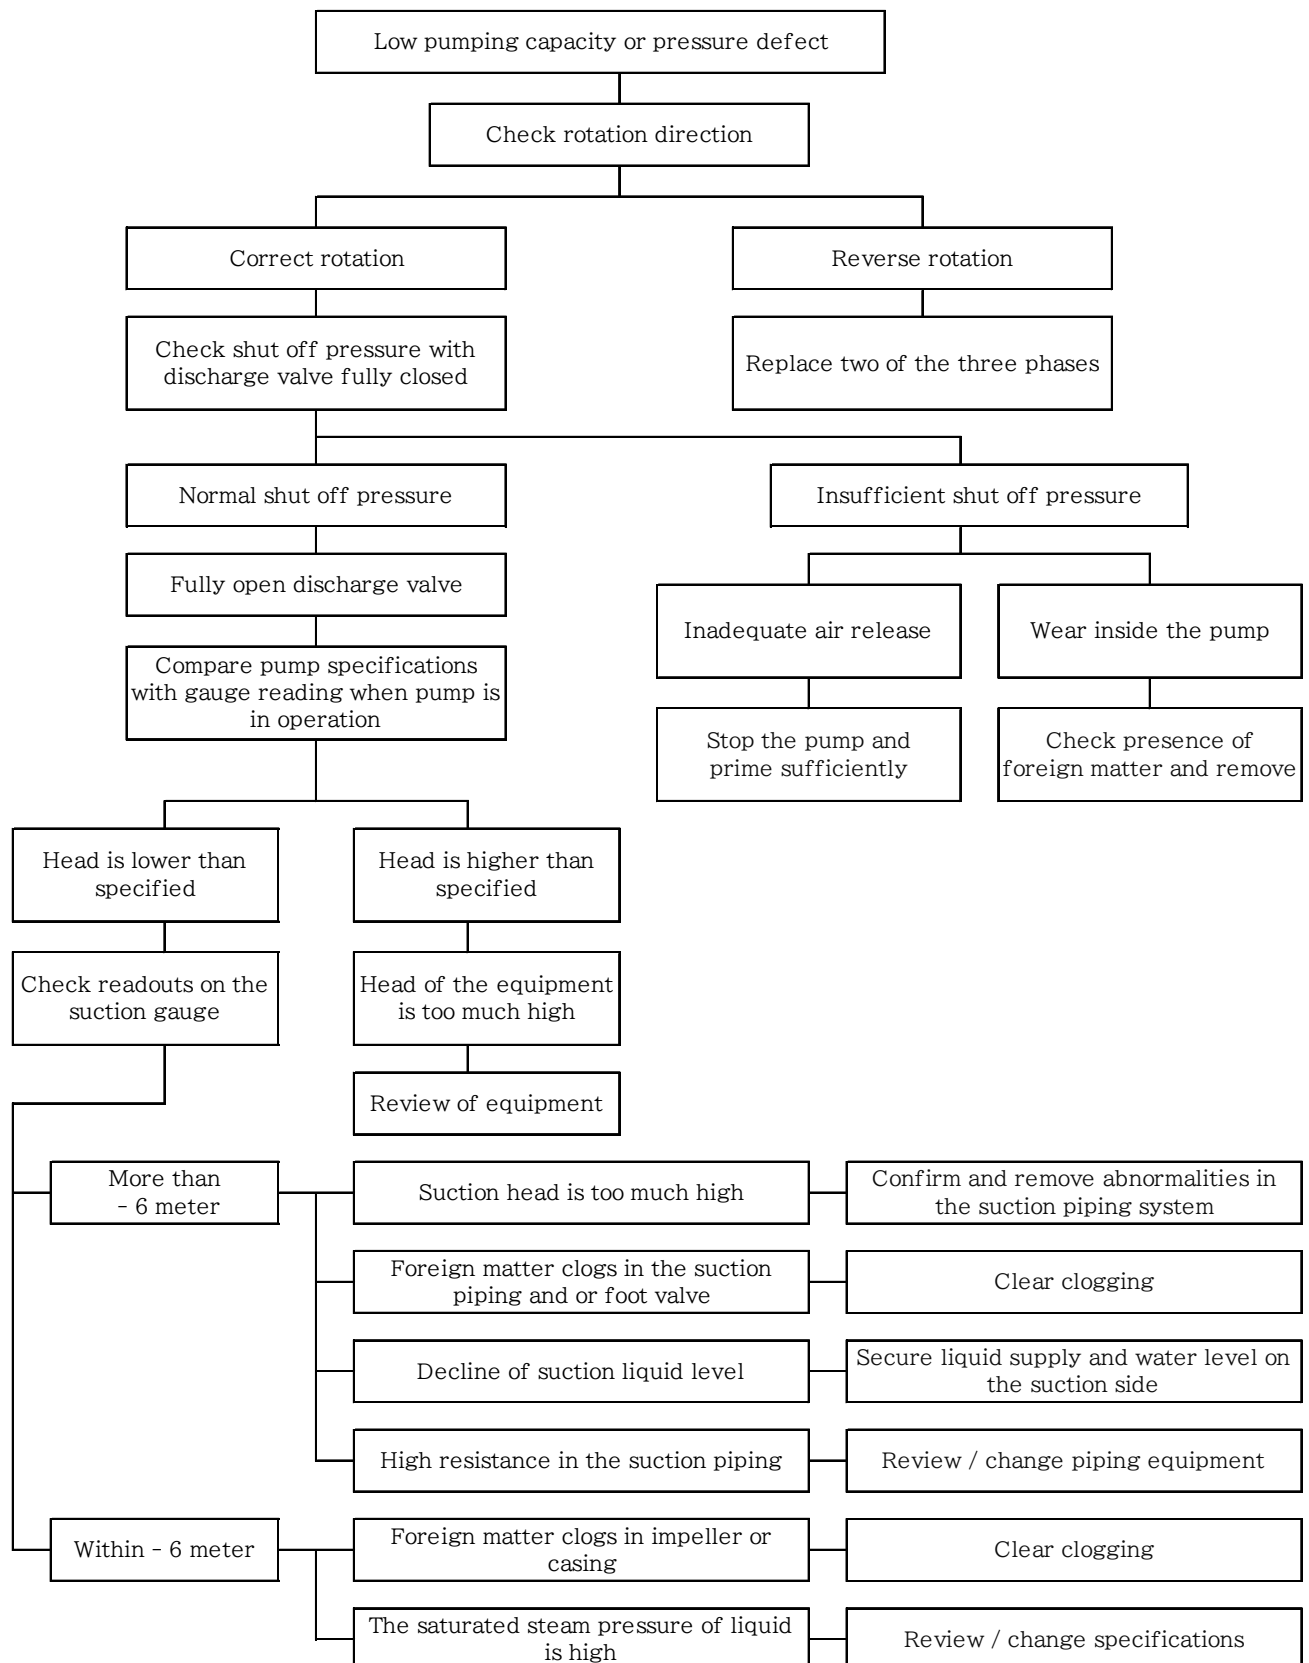 Low pumping capacity or pressure defect
Check rotation direction
Correct rotation
Reverse rotation
Check shut off pressure with
discharge valve fully closed
Replace two of the three phases
Normal shut off pressure
Insufficient shut off pressure
Fully open discharge valve
Inadequate air release
Wear inside the pump
Compare pump specifications
with gauge reading when pump is
in operation
Stop the pump and
prime sufficiently
Check presence of
foreign matter and remove
Head is lower than
specified
Head is higher than
specified
Check readouts on the
suction gauge
Head of the equipment
is too much high
Review of equipment
More than
- 6 meter
Suction head is too much high
Confirm and remove abnormalities in
the suction piping system
Foreign matter clogs in the suction
piping and or foot valve
Clear clogging
Decline of suction liquid level
Secure liquid supply and water level on
the suction side
High resistance in the suction piping
Review / change piping equipment
Within - 6 meter
Foreign matter clogs in impeller or
casing
Clear clogging
The saturated steam pressure of liquid
is high
Review / change specifications